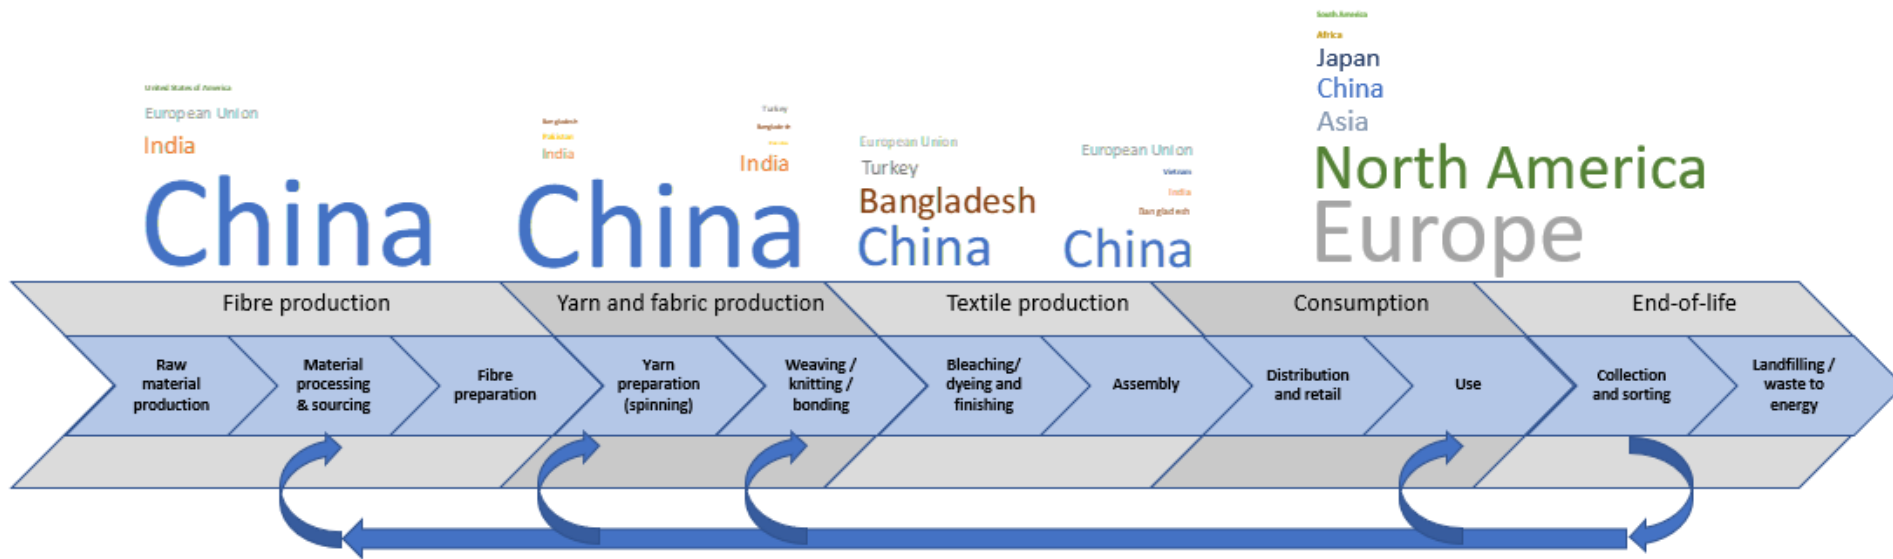 United States of America
European Union
India
China
Bangladesh
Pakistan
India
China
Turkey
Bangladesh
India
European Union
Turkey
Bangladesh
China
European Union
Vietnam
India
Bangladesh
China
South America
Africa
Japan
China
Asia
North America
Europe
Fibre production
Yarn and fabric production
Textile production
Consumption
End-of-life
Raw
material
production
Material
processing
& sourcing
Fibre
preparation
Yarn
preparation
(spinning)
Weaving /
knitting /
bonding
Bleaching/
dyeing and
finishing
Assembly
Distribution
and retail
Use
Collection
and sorting
Landfilling /
waste to
energy